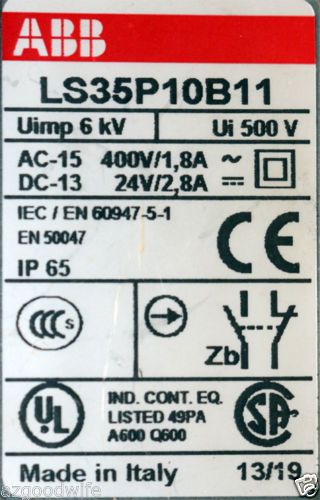 ABB
LS35P10B11
Uimp 6 kV Ui 500 V
AC-15 400V/1,8A ~
DC-13 24V/2,8A
IEC / EN 60947-5-1
EN 50047
IP 65
CE
CCC S
Zb
UL
IND. CONT. EQ.
LISTED 49PA
A600 Q600
SA
Made in Italy 13/19
azgoodwife